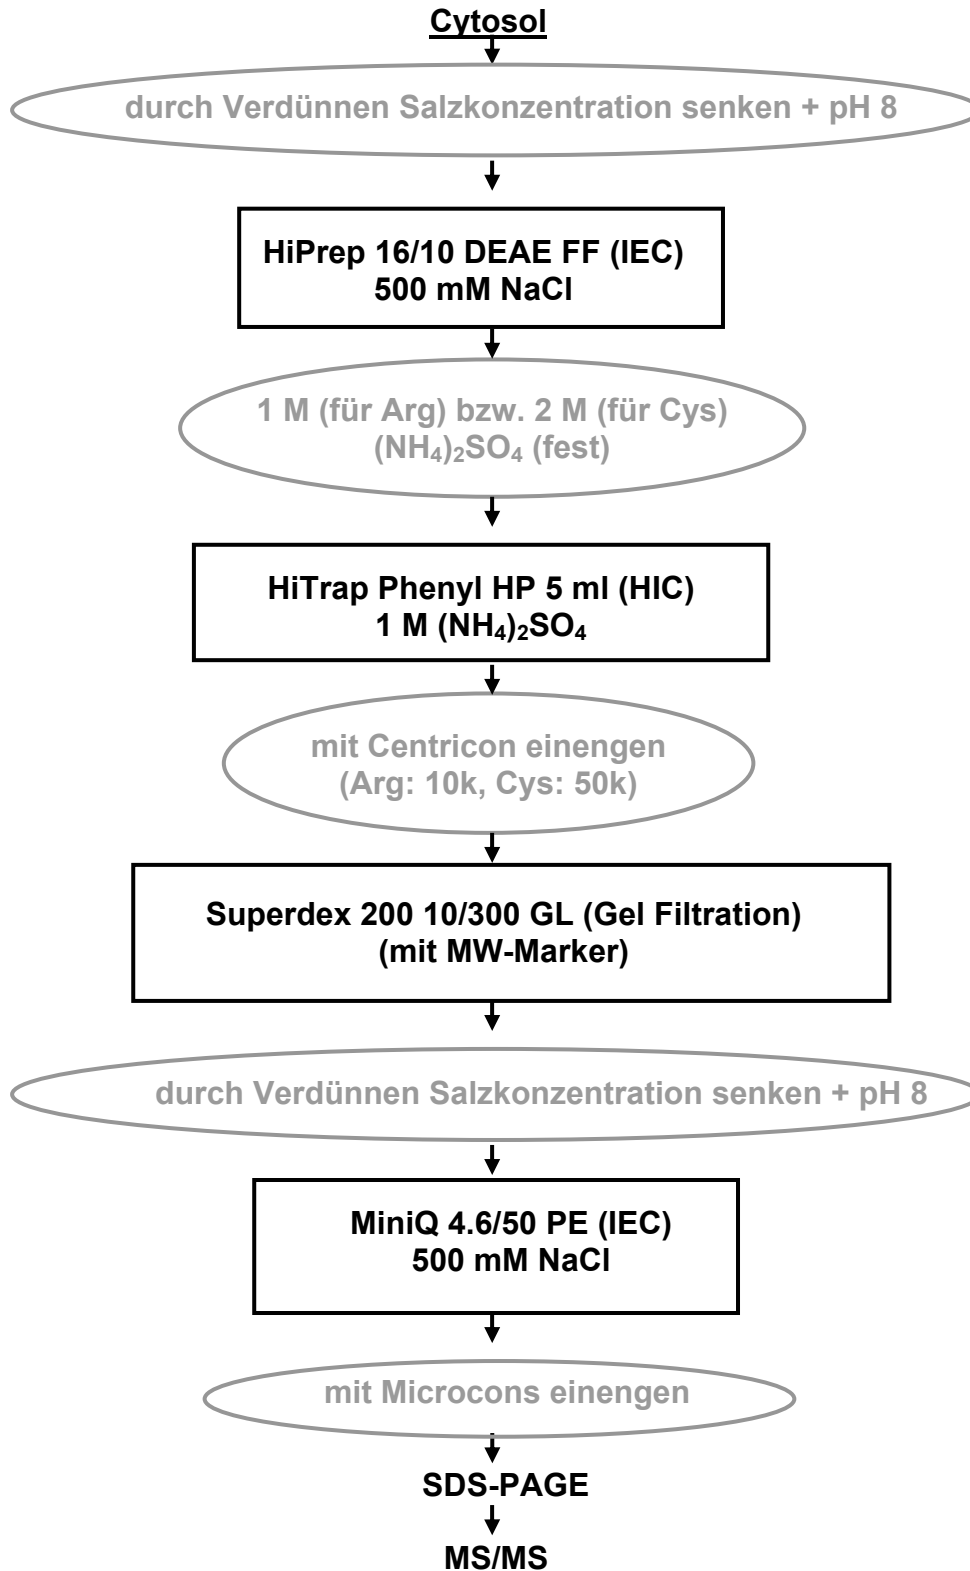 Cytosol
durch Verdünnen Salzkonzentration senken + pH 8
HiPrep 16/10 DEAE FF (IEC)
500 mM NaCl
1 M (für Arg) bzw. 2 M (für Cys)
(NH₄)₂SO₄ (fest)
HiTrap Phenyl HP 5 ml (HIC)
1 M (NH₄)₂SO₄
mit Centricon einengen
(Arg: 10k, Cys: 50k)
Superdex 200 10/300 GL (Gel Filtration)
(mit MW-Marker)
durch Verdünnen Salzkonzentration senken + pH 8
MiniQ 4.6/50 PE (IEC)
500 mM NaCl
mit Microcons einengen
SDS-PAGE
MS/MS